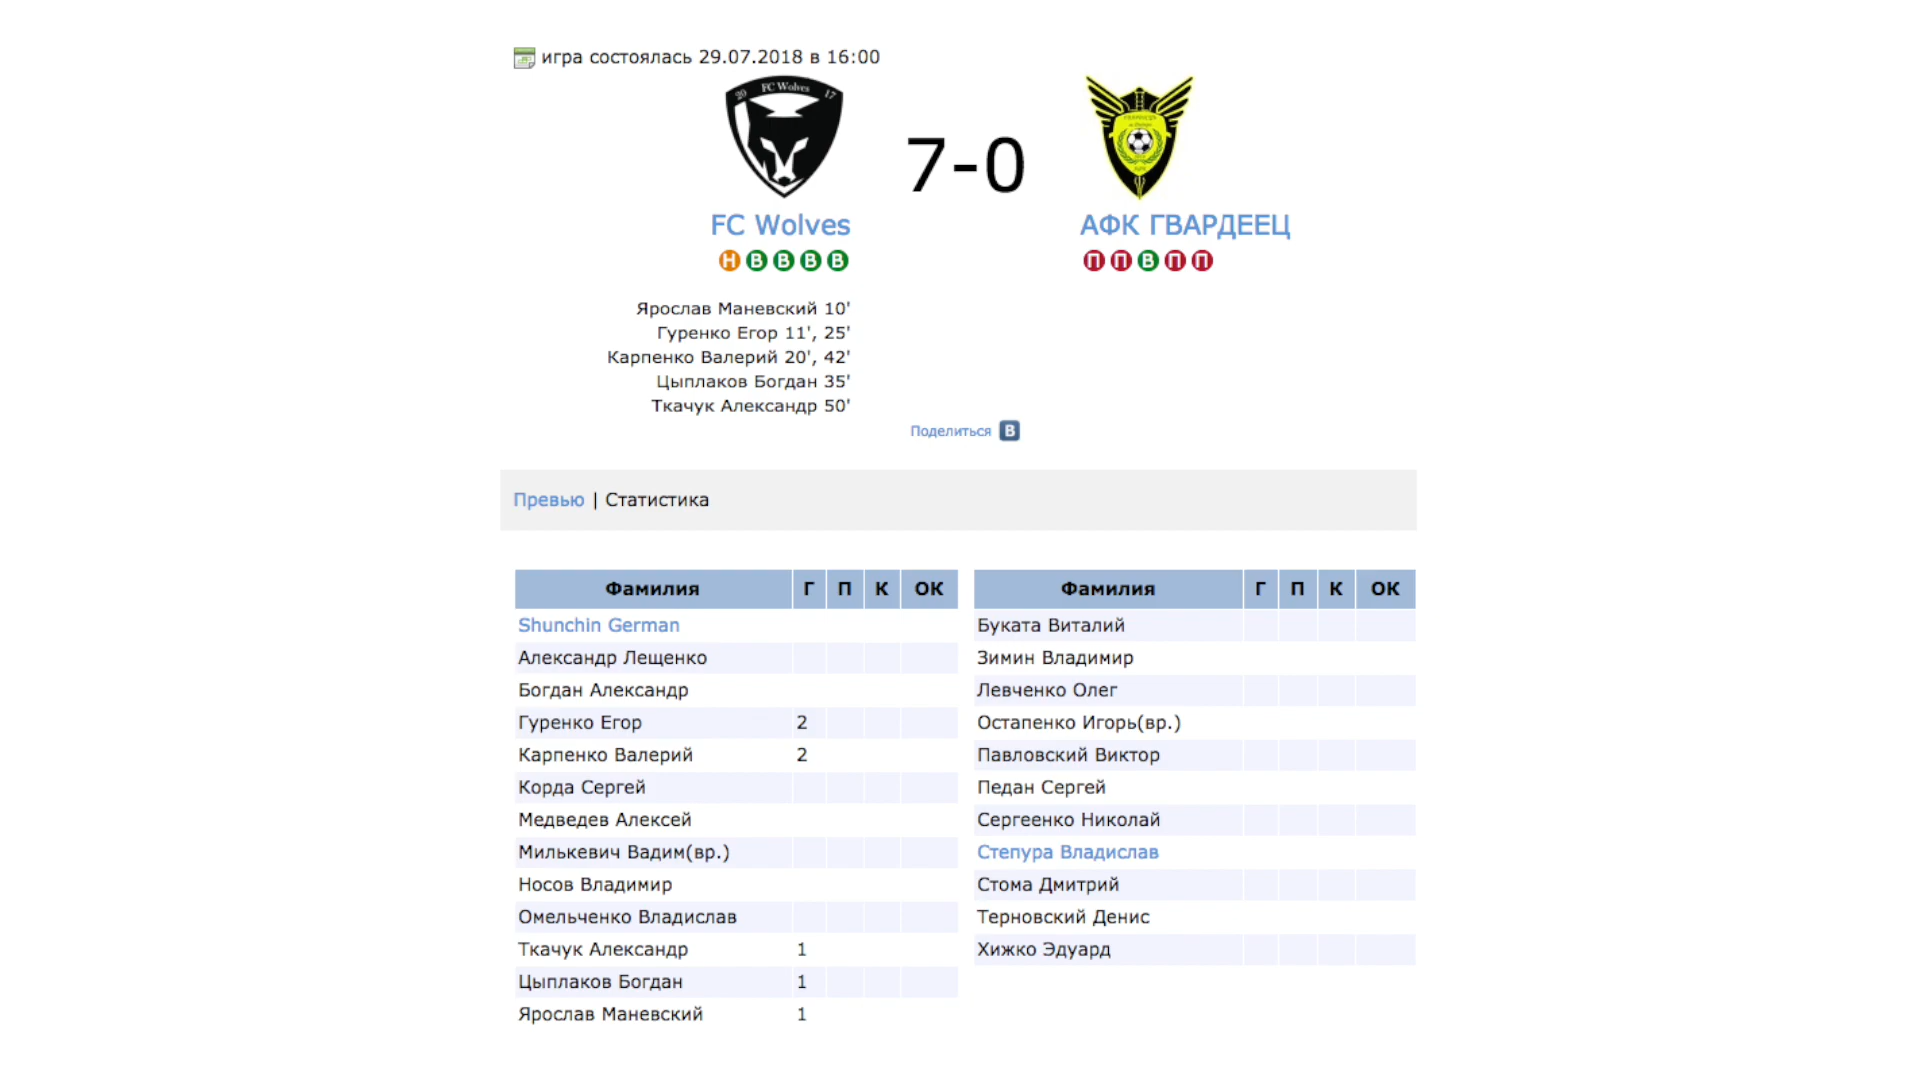 игра состоялась 29.07.2018 в 16:00
20 FC Wolves 17
7-0
FC Wolves
АФК ГВАРДЕЕЦ
Н В В В В
П П В П П
Ярослав Маневский 10'
Гуренко Егор 11', 25'
Карпенко Валерий 20', 42'
Цыплаков Богдан 35'
Ткачук Александр 50'
Поделиться В
Превью | Статистика
Фамилия Г П К ОК
Shunchin German
Александр Лещенко
Богдан Александр
Гуренко Егор 2
Карпенко Валерий 2
Корда Сергей
Медведев Алексей
Милькевич Вадим(вр.)
Носов Владимир
Омельченко Владислав
Ткачук Александр 1
Цыплаков Богдан 1
Ярослав Маневский 1
Фамилия Г П К ОК
Буката Виталий
Зимин Владимир
Левченко Олег
Остапенко Игорь(вр.)
Павловский Виктор
Педан Сергей
Сергеенко Николай
Степура Владислав
Стома Дмитрий
Терновский Денис
Хижко Эдуард